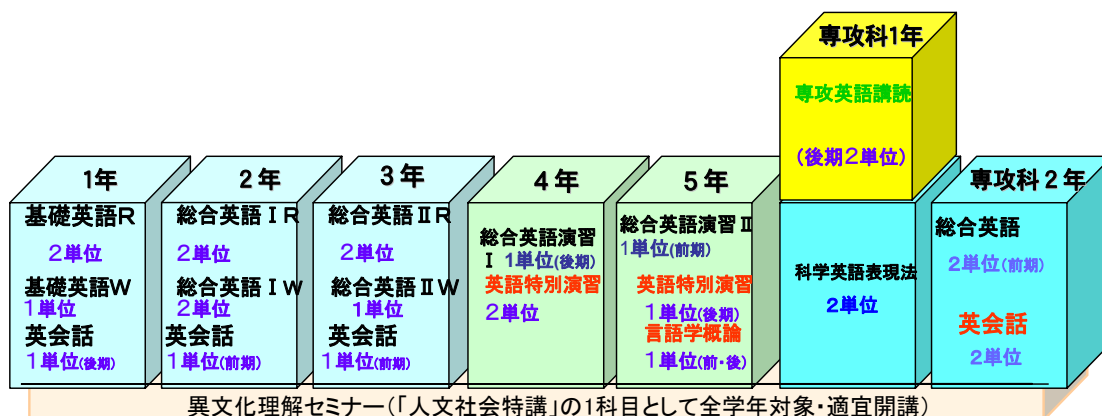 専攻科1年
専攻英語講読
(後期2単位)
1年
基礎英語R
2単位
基礎英語W
1単位
英会話
1単位(後期)
2年
総合英語ⅠR
2単位
総合英語ⅠW
2単位
英会話
1単位(前期)
3年
総合英語ⅡR
2単位
総合英語ⅡW
1単位
英会話
1単位(前期)
4年
総合英語演習
Ⅰ 1単位(後期)
英語特別演習
2単位
5年
総合英語演習Ⅱ
1単位(前期)
英語特別演習
1単位(後期)
言語学概論
1単位(前・後)
科学英語表現法
2単位
専攻科2年
総合英語
2単位(前期)
英会話
2単位
異文化理解セミナー(「人文社会特講」の1科目として全学年対象・適宜開講)